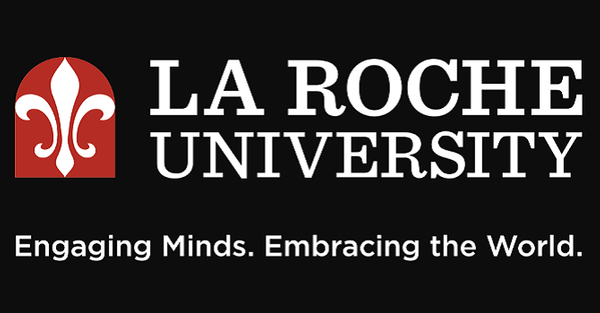 LA ROCHE
UNIVERSITY
Engaging Minds. Embracing the World.